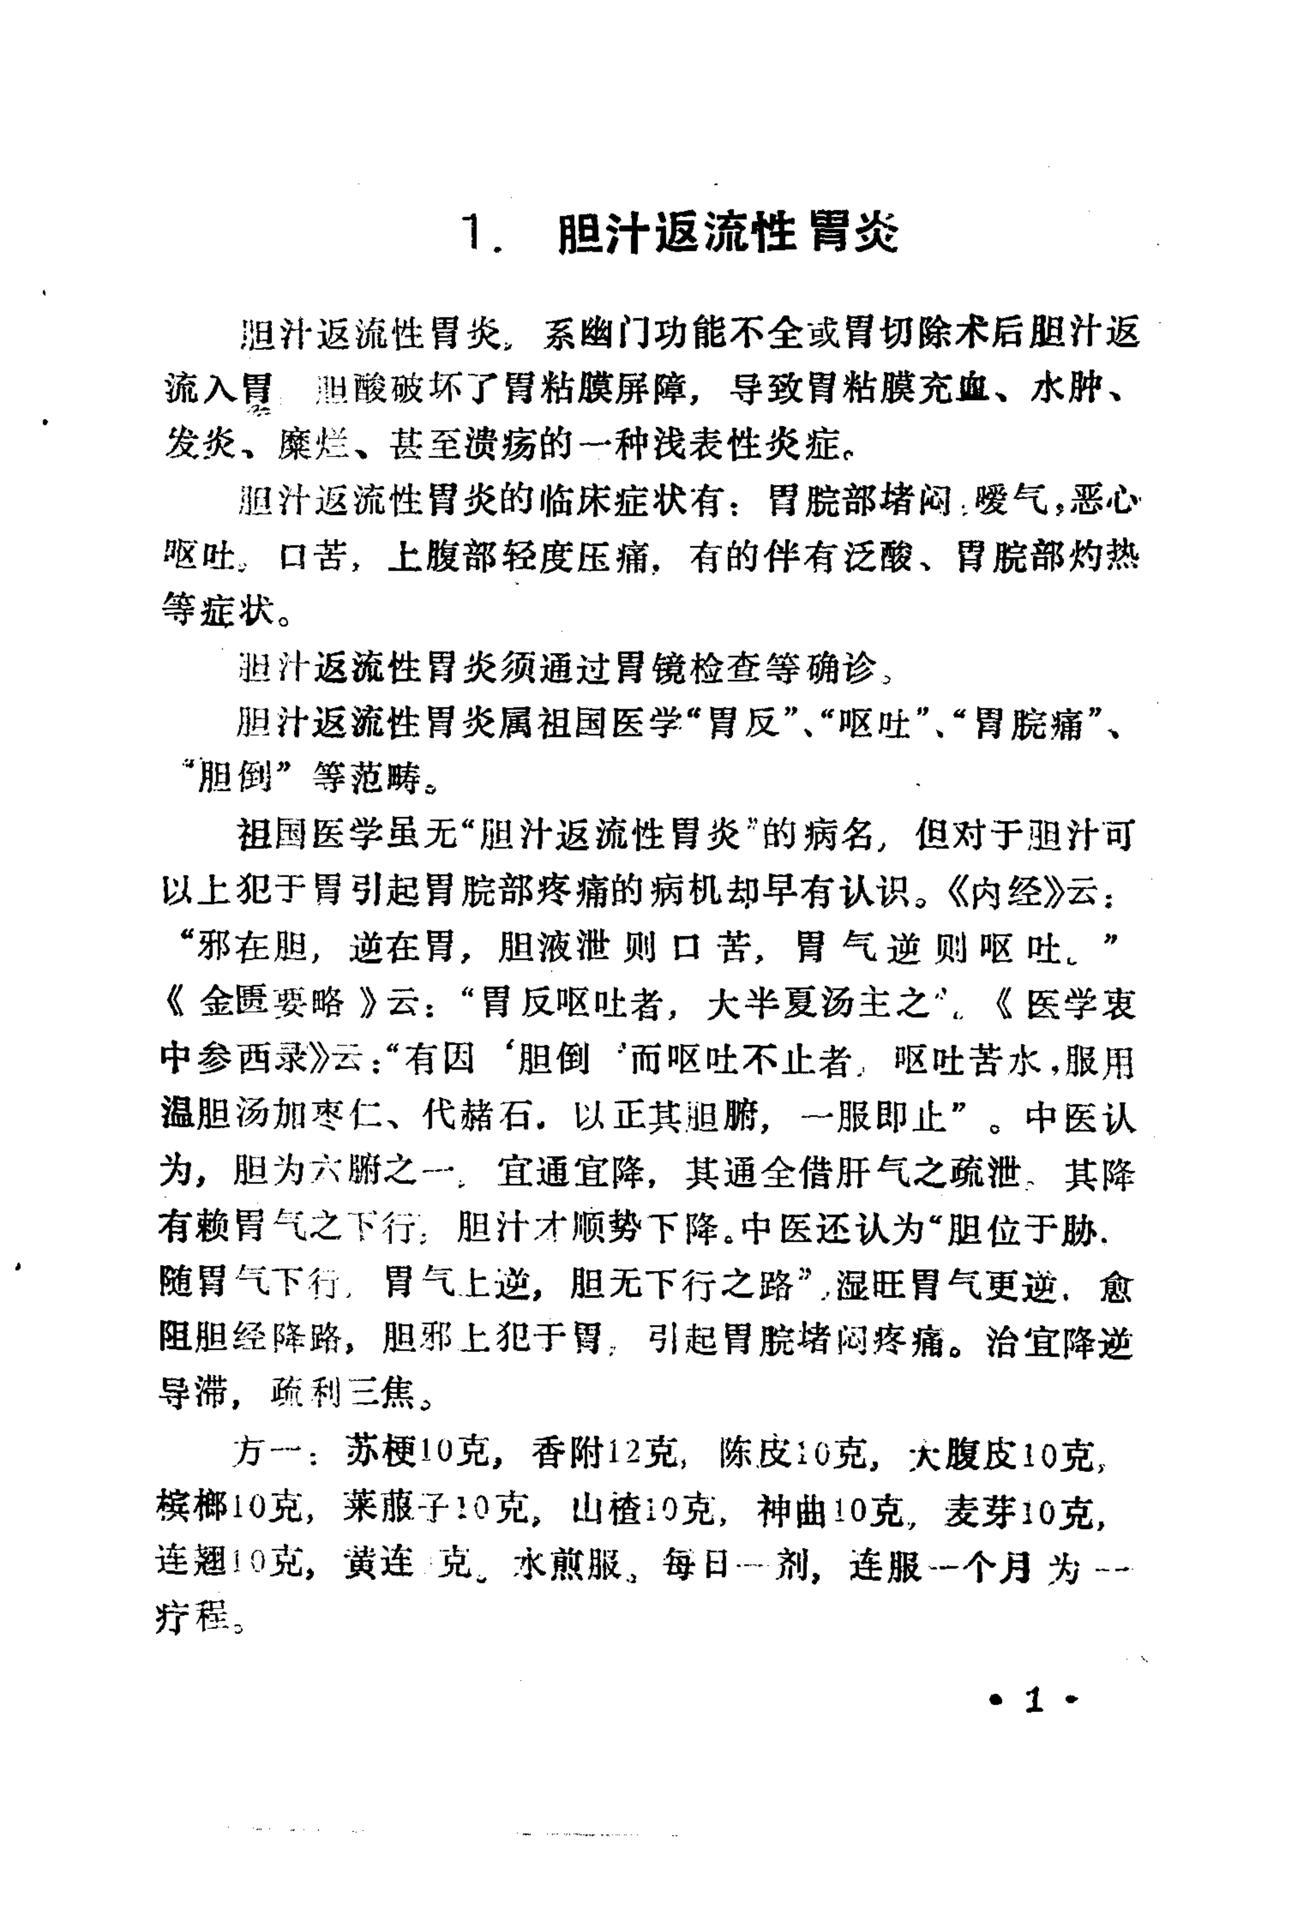 1. 胆汁返流性胃炎
胆汁返流性胃炎，系幽门功能不全或胃切除术后胆汁返
流入胃 胆酸破坏了胃粘膜屏障，导致胃粘膜充血、水肿、
发炎、糜烂、甚至溃疡的一种浅表性炎症。
胆汁返流性胃炎的临床症状有：胃脘部堵闷，嗳气，恶心
呕吐，口苦，上腹部轻度压痛，有的伴有泛酸、胃脘部灼热
等症状。
胆汁返流性胃炎须通过胃镜检查等确诊。
胆汁返流性胃炎属祖国医学“胃反”、“呕吐”、“胃脘痛”、
“胆倒”等范畴。
祖国医学虽无“胆汁返流性胃炎”的病名，但对于胆汁可
以上犯于胃引起胃脘部疼痛的病机却早有认识。《内经》云：
“邪在胆，逆在胃，胆液泄则口苦，胃气逆则呕吐。”
《金匮要略》云：“胃反呕吐者，大半夏汤主之”。《医学衷
中参西录》云：“有因‘胆倒’而呕吐不止者，呕吐苦水，服用
温胆汤加枣仁、代赭石，以正其胆腑，一服即止”。中医认
为，胆为六腑之一，宜通宜降，其通全借肝气之疏泄，其降
有赖胃气之下行，胆汁才顺势下降。中医还认为“胆位于胁，
随胃气下行，胃气上逆，胆无下行之路”，湿旺胃气更逆，愈
阻胆经降路，胆邪上犯于胃，引起胃脘堵闷疼痛。治宜降逆
导滞，疏利三焦。
方一：苏梗10克，香附12克，陈皮10克，大腹皮10克，
槟榔10克，莱菔子10克，山楂10克，神曲10克，麦芽10克，
连翘10克，黄连 克。水煎服。每日一剂，连服一个月为一
疗程。
• 1 •